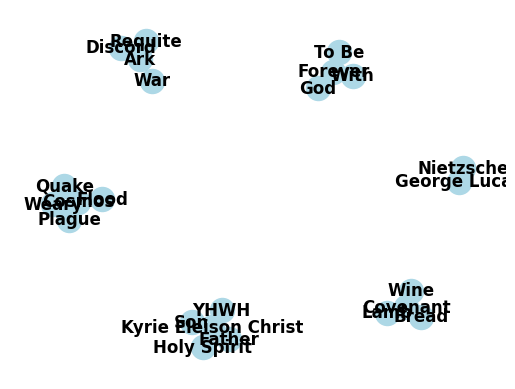 Requite
Discord
Ark
War
To Be
Forever
With
God
Nietzsche
George Luca
Quake
Cosmos
Flood
Weary
Plague
YHWH
Son
Kyrie Eleison Christ
Father
Holy Spirit
Wine
Covenant
Lamb
Bread